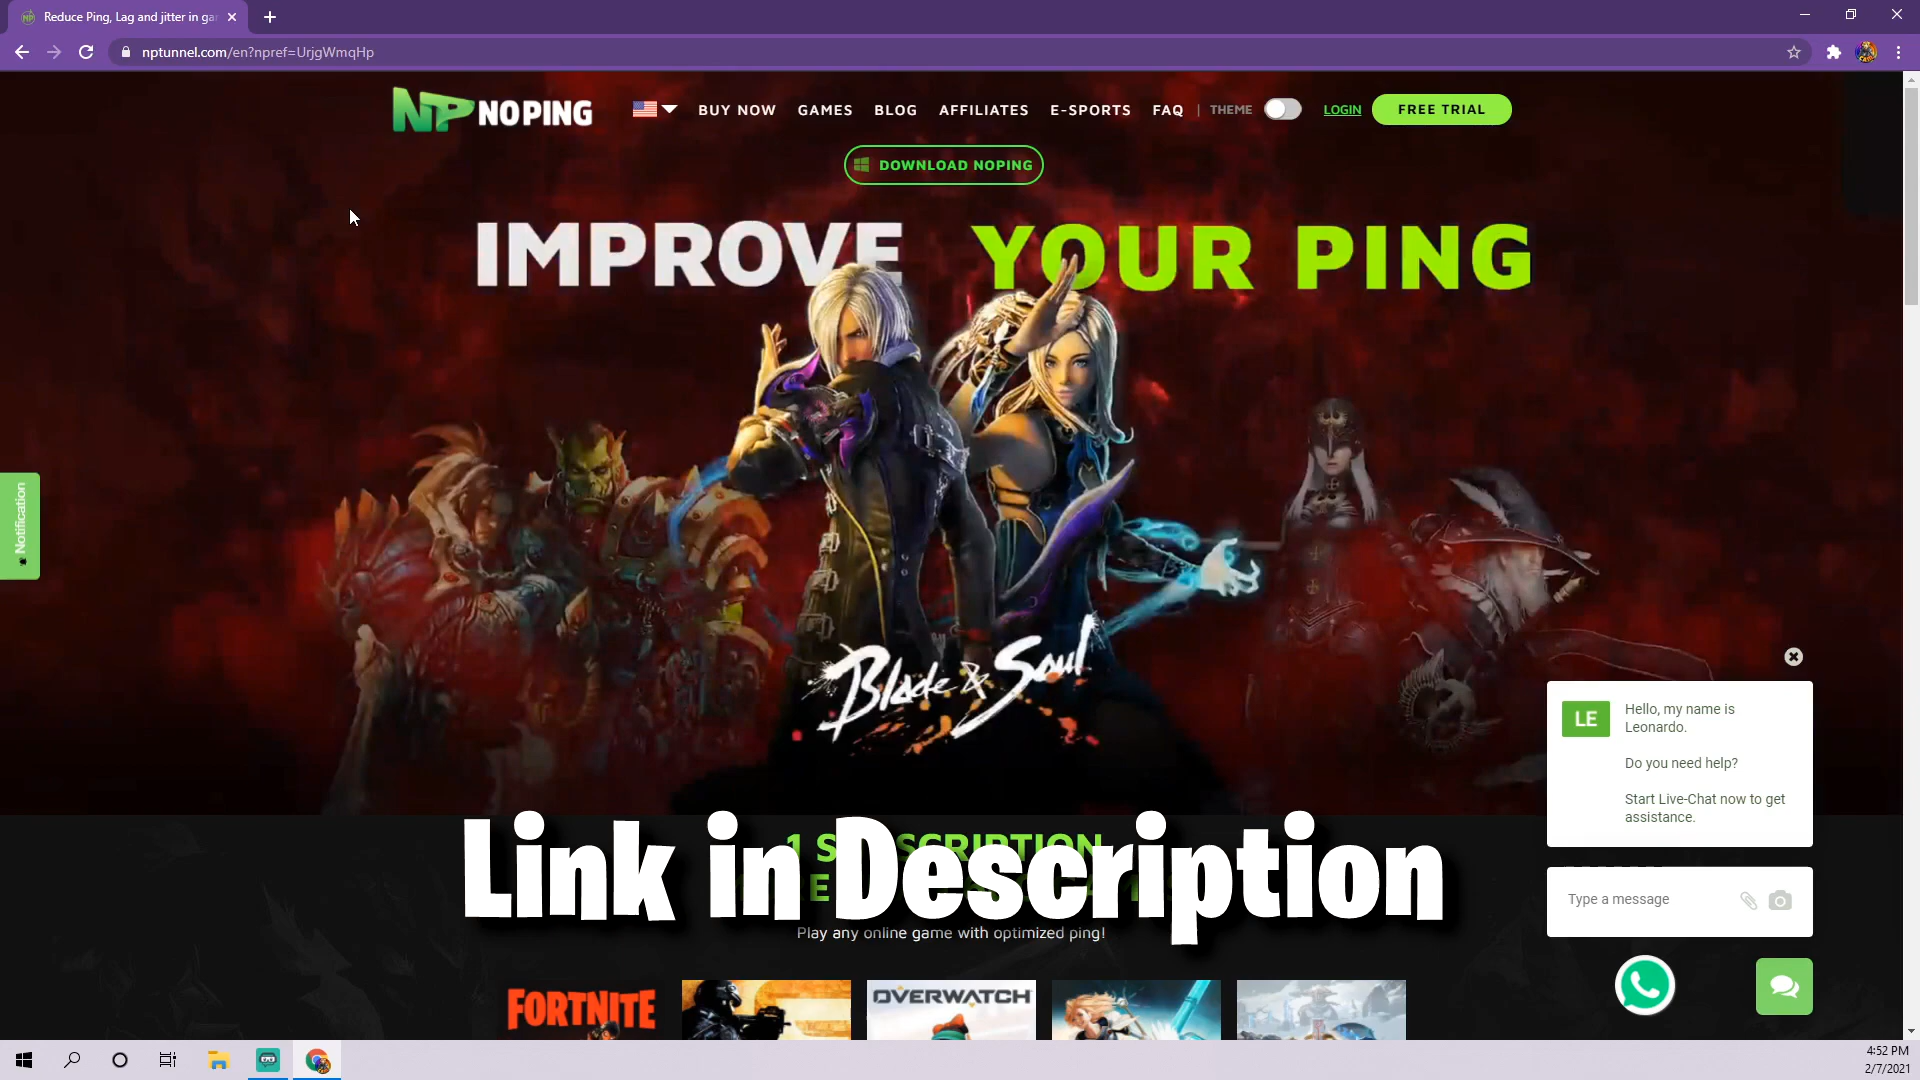 Reduce Ping, Lag and jitter in ga
nptunnel.com/en?npref=UrjgWmqHp
NP NOPING
BUY NOW GAMES BLOG AFFILIATES E-SPORTS FAQ | THEME LOGIN FREE TRIAL
DOWNLOAD NOPING
IMPROVE YOUR PING
Notification
Blade & Soul
LE
Hello, my name is
Leonardo.
Do you need help?
Start Live-Chat now to get
assistance.
Link in Description
Play any online game with optimized ping!
Type a message
FORTNITE
OVERWATCH
4:52 PM
2/7/2021